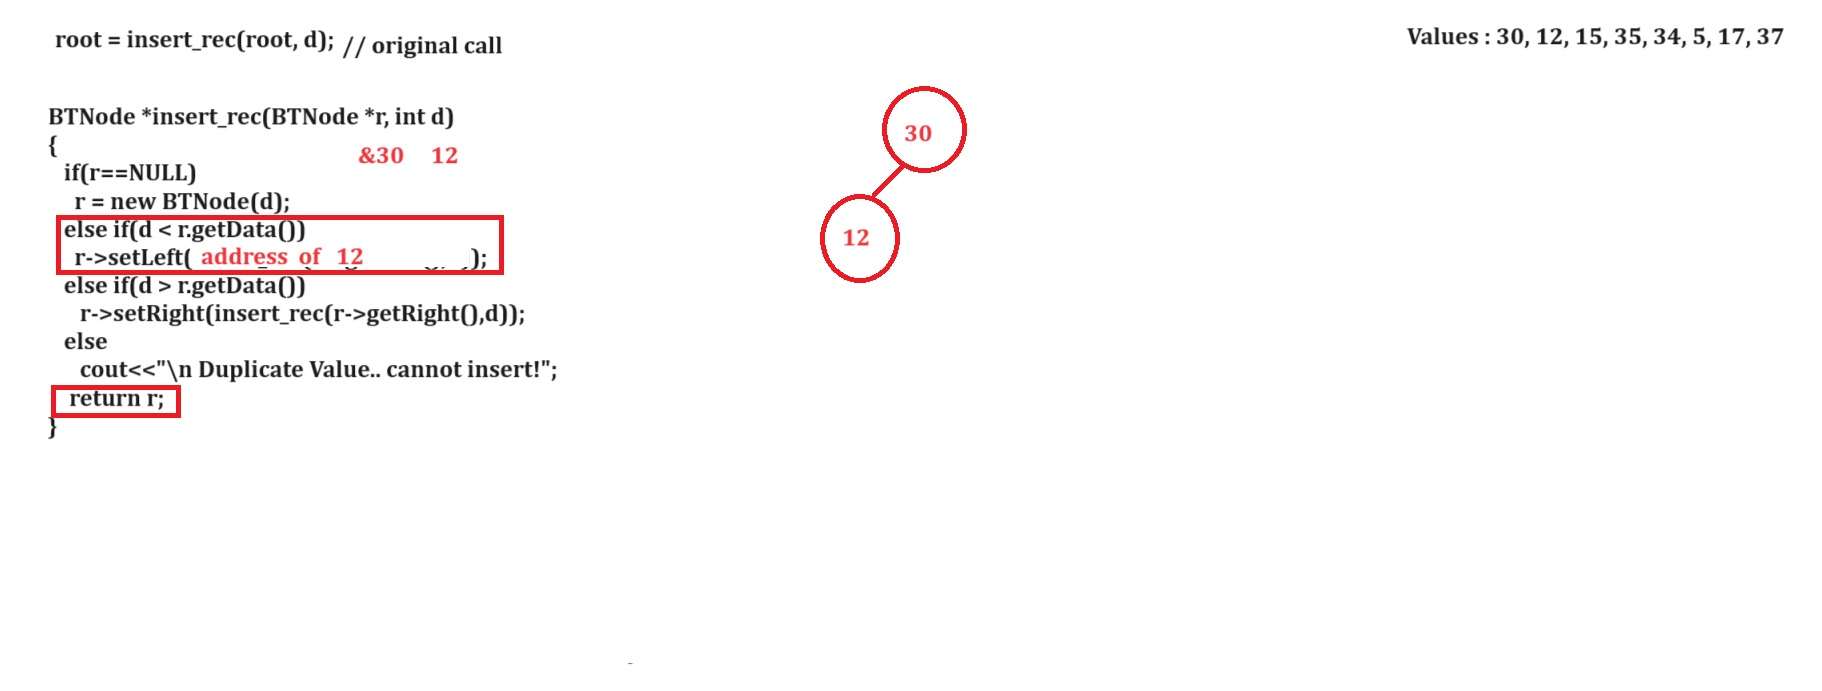 root = insert_rec(root, d); // original call
Values : 30, 12, 15, 35, 34, 5, 17, 37
BTNode *insert_rec(BTNode *r, int d)
{
&30 12
if(r==NULL)
r = new BTNode(d);
else if(d < r.getData())
r->setLeft( address of 12 );
else if(d > r.getData())
r->setRight(insert_rec(r->getRight(),d));
else
cout<<"\n Duplicate Value.. cannot insert!";
return r;
}
30
12